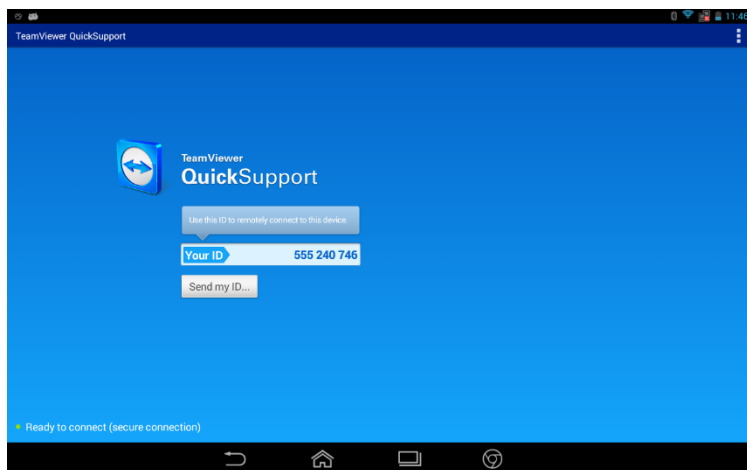 11:46
TeamViewer QuickSupport
TeamViewer
QuickSupport
Use this ID to remotely connect to this device.
Your ID 555 240 746
Send my ID...
Ready to connect (secure connection)